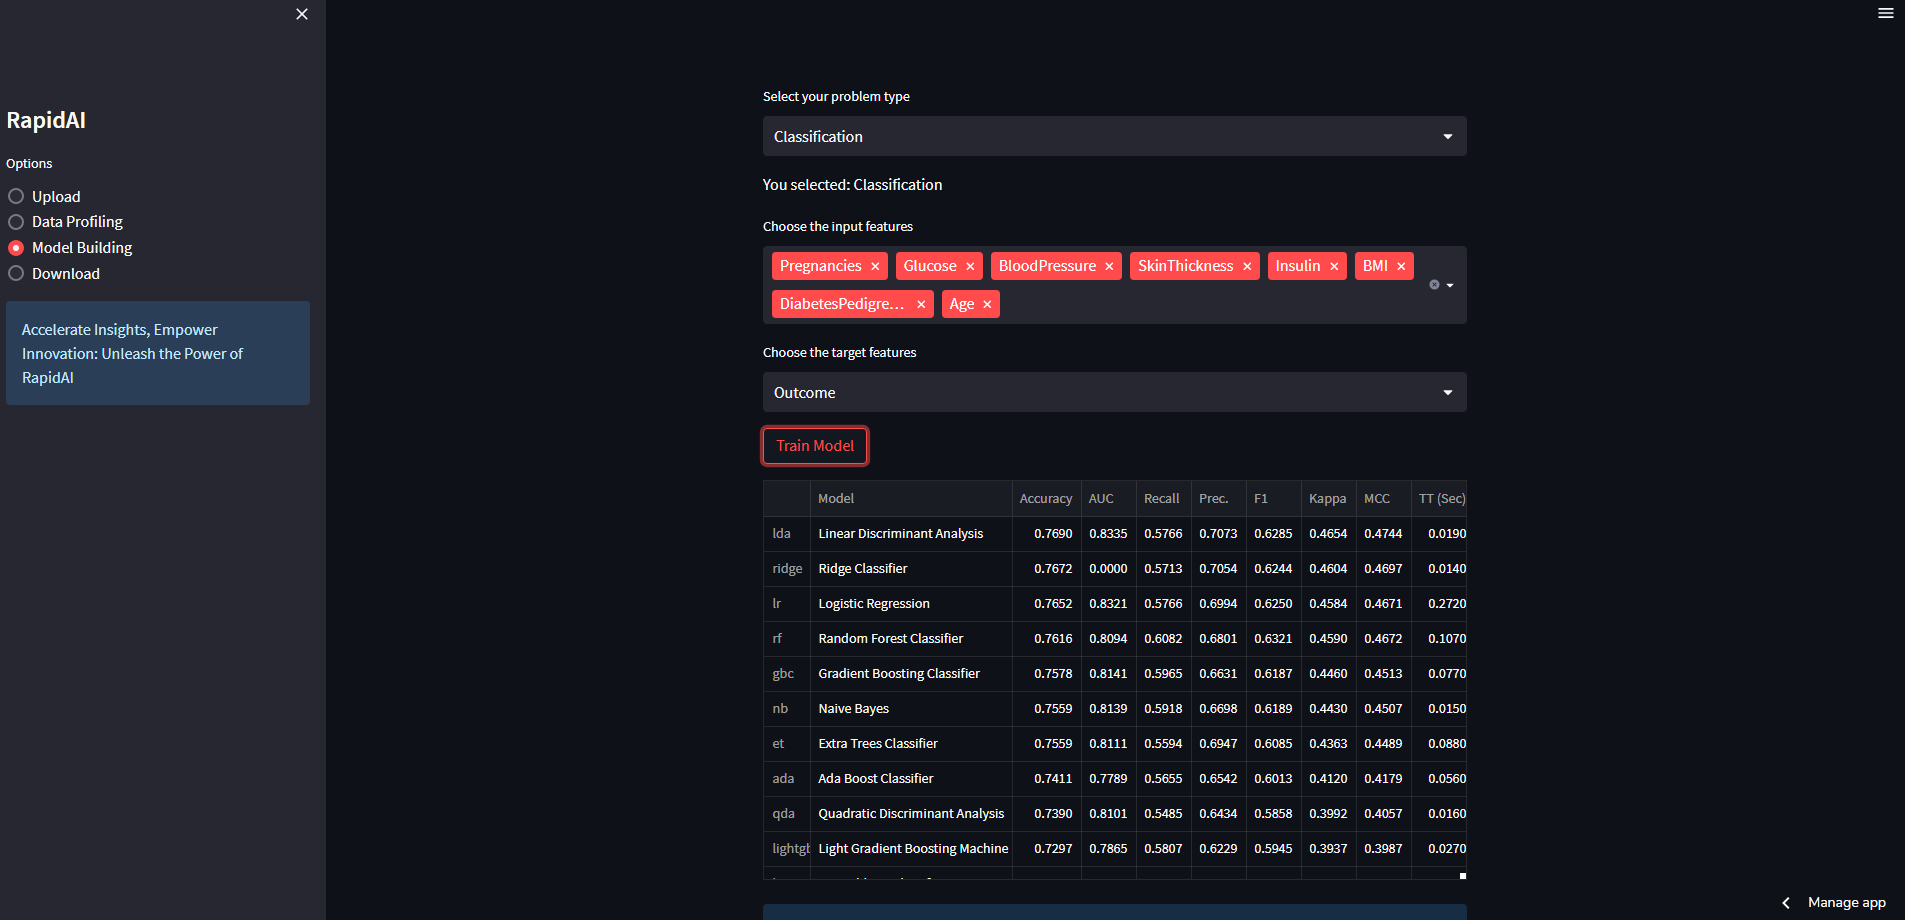 RapidAI
Options
Upload
Data Profiling
Model Building
Download
Accelerate Insights, Empower
Innovation: Unleash the Power of
RapidAI
Select your problem type
Classification
You selected: Classification
Choose the input features
Pregnancies Glucose BloodPressure SkinThickness Insulin BMI
DiabetesPedigre... Age
Choose the target features
Outcome
Train Model
Model Accuracy AUC Recall Prec. F1 Kappa MCC TT (Sec)
lda Linear Discriminant Analysis 0.7690 0.8335 0.5766 0.7073 0.6285 0.4654 0.4744 0.0190
ridge Ridge Classifier 0.7672 0.0000 0.5713 0.7054 0.6244 0.4604 0.4697 0.0140
lr Logistic Regression 0.7652 0.8321 0.5766 0.6994 0.6250 0.4584 0.4671 0.2720
rf Random Forest Classifier 0.7616 0.8094 0.6082 0.6801 0.6321 0.4590 0.4672 0.1070
gbc Gradient Boosting Classifier 0.7578 0.8141 0.5965 0.6631 0.6187 0.4460 0.4513 0.0770
nb Naive Bayes 0.7559 0.8139 0.5918 0.6698 0.6189 0.4430 0.4507 0.0150
et Extra Trees Classifier 0.7559 0.8111 0.5594 0.6947 0.6085 0.4363 0.4489 0.0880
ada Ada Boost Classifier 0.7411 0.7789 0.5655 0.6542 0.6013 0.4120 0.4179 0.0560
qda Quadratic Discriminant Analysis 0.7390 0.8101 0.5485 0.6434 0.5858 0.3992 0.4057 0.0160
lightgb Light Gradient Boosting Machine 0.7297 0.7865 0.5807 0.6229 0.5945 0.3937 0.3987 0.0270
Manage app